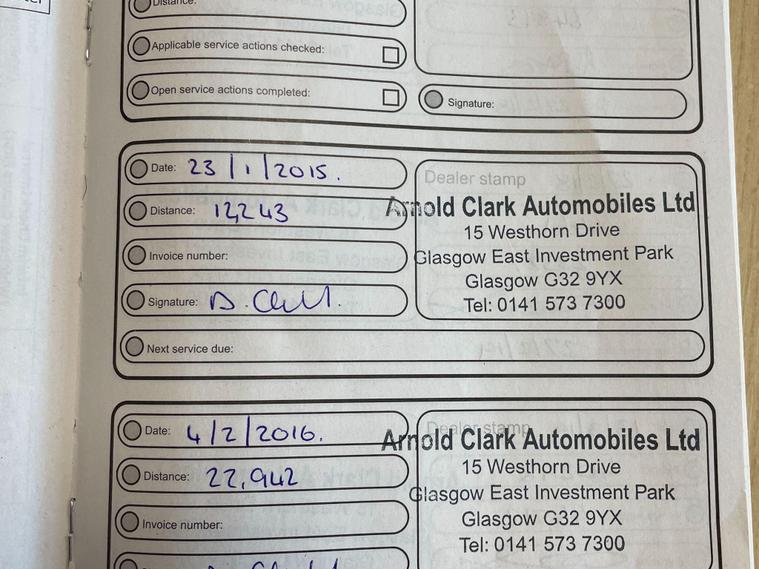 Distance:
Applicable service actions checked:
Open service actions completed:
Signature:
Date: 23/1/2015.
Dealer stamp
Arnold Clark Automobiles Ltd
Distance: 12,243
15 Westhorn Drive
Invoice number:
Glasgow East Investment Park
Glasgow G32 9YX
Signature:
Tel: 0141 573 7300
Next service due:
Date: 4/2/2016.
Dealer stamp
Arnold Clark Automobiles Ltd
Distance: 22,942
15 Westhorn Drive
Glasgow East Investment Park
Invoice number:
Glasgow G32 9YX
Tel: 0141 573 7300